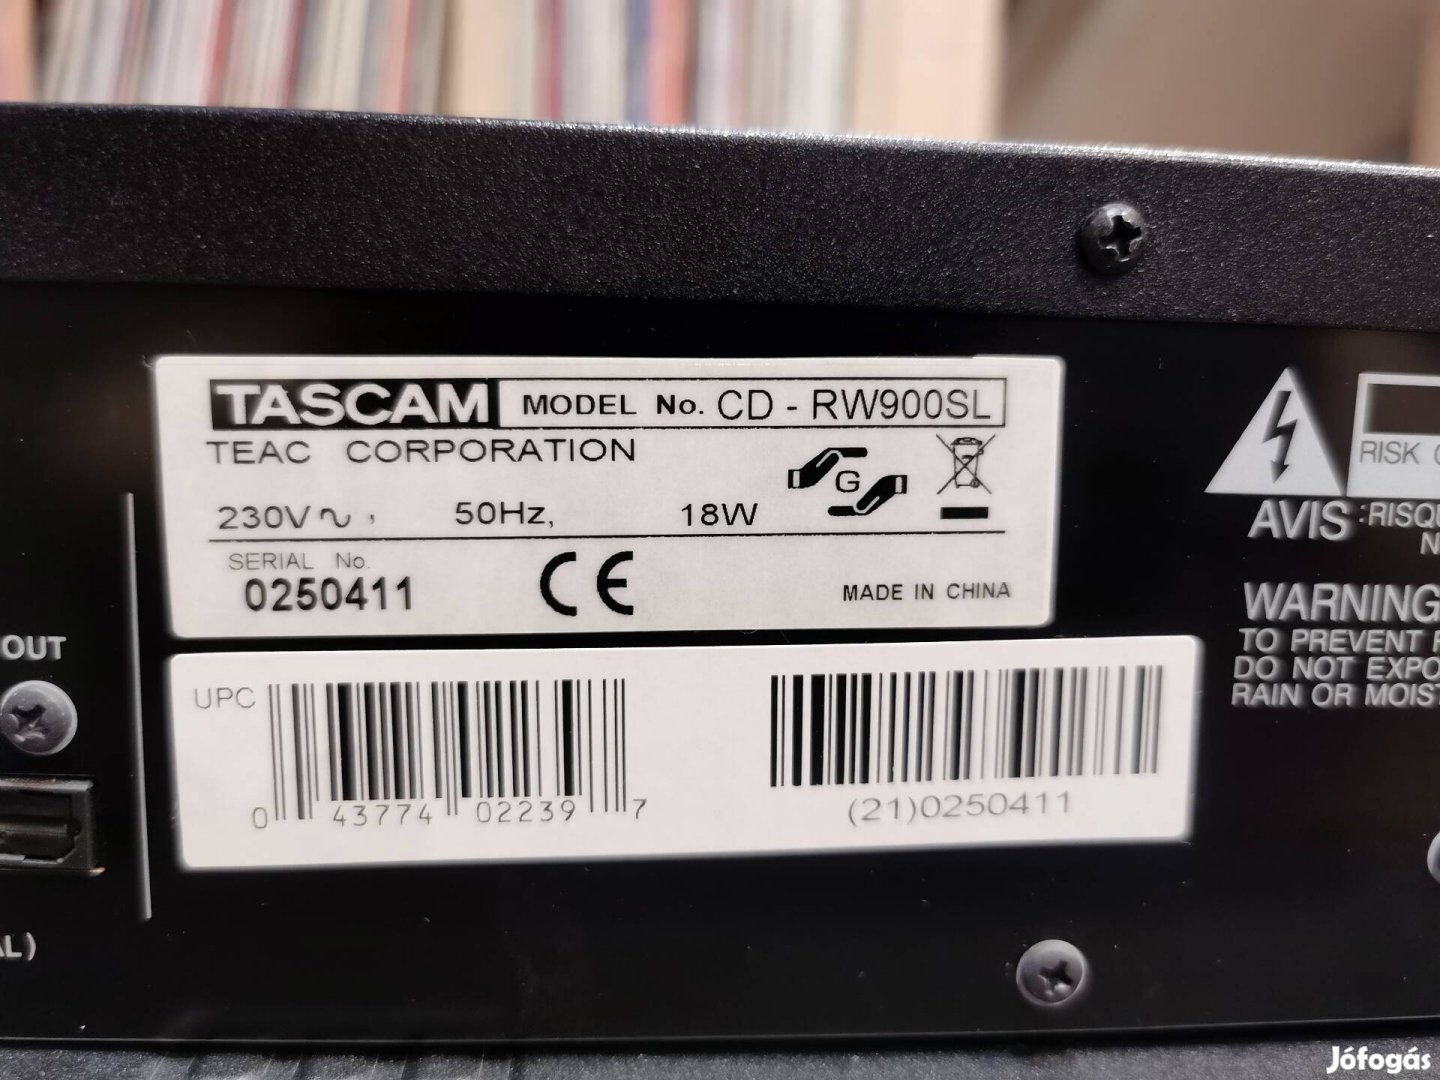 TASCAM MODEL No. CD - RW900SL
TEAC CORPORATION
G
230V ~ , 50Hz, 18W
SERIAL No.
0250411
CE
MADE IN CHINA
UPC
0 43774 02239 7
(21)0250411
OUT
AL)
RISK
AVIS :RISQU
N
WARNING
TO PREVENT F
DO NOT EXPO
RAIN OR MOIST
Jófogás